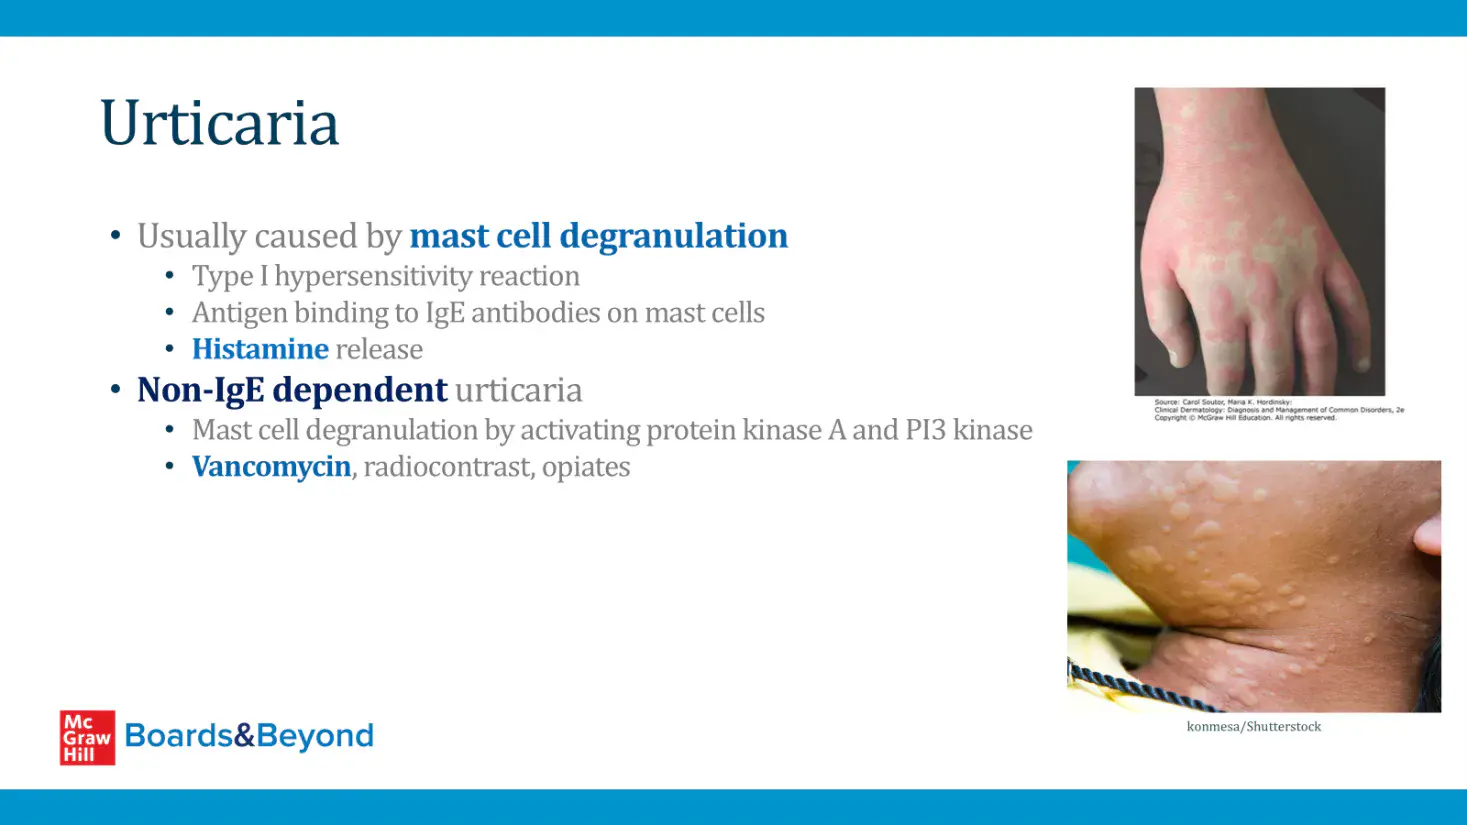 Urticaria
• Usually caused by mast cell degranulation
• Type I hypersensitivity reaction
• Antigen binding to IgE antibodies on mast cells
• Histamine release
• Non-IgE dependent urticaria
• Mast cell degranulation by activating protein kinase A and PI3 kinase
• Vancomycin, radiocontrast, opiates
Source: Carol Soutor, Maria K. Hordinsky:
Clinical Dermatology: Diagnosis and Management of Common Disorders, 2e
Copyright © McGraw Hill Education. All rights reserved.
konmesa/Shutterstock
Mc
Graw
Hill
Boards&Beyond